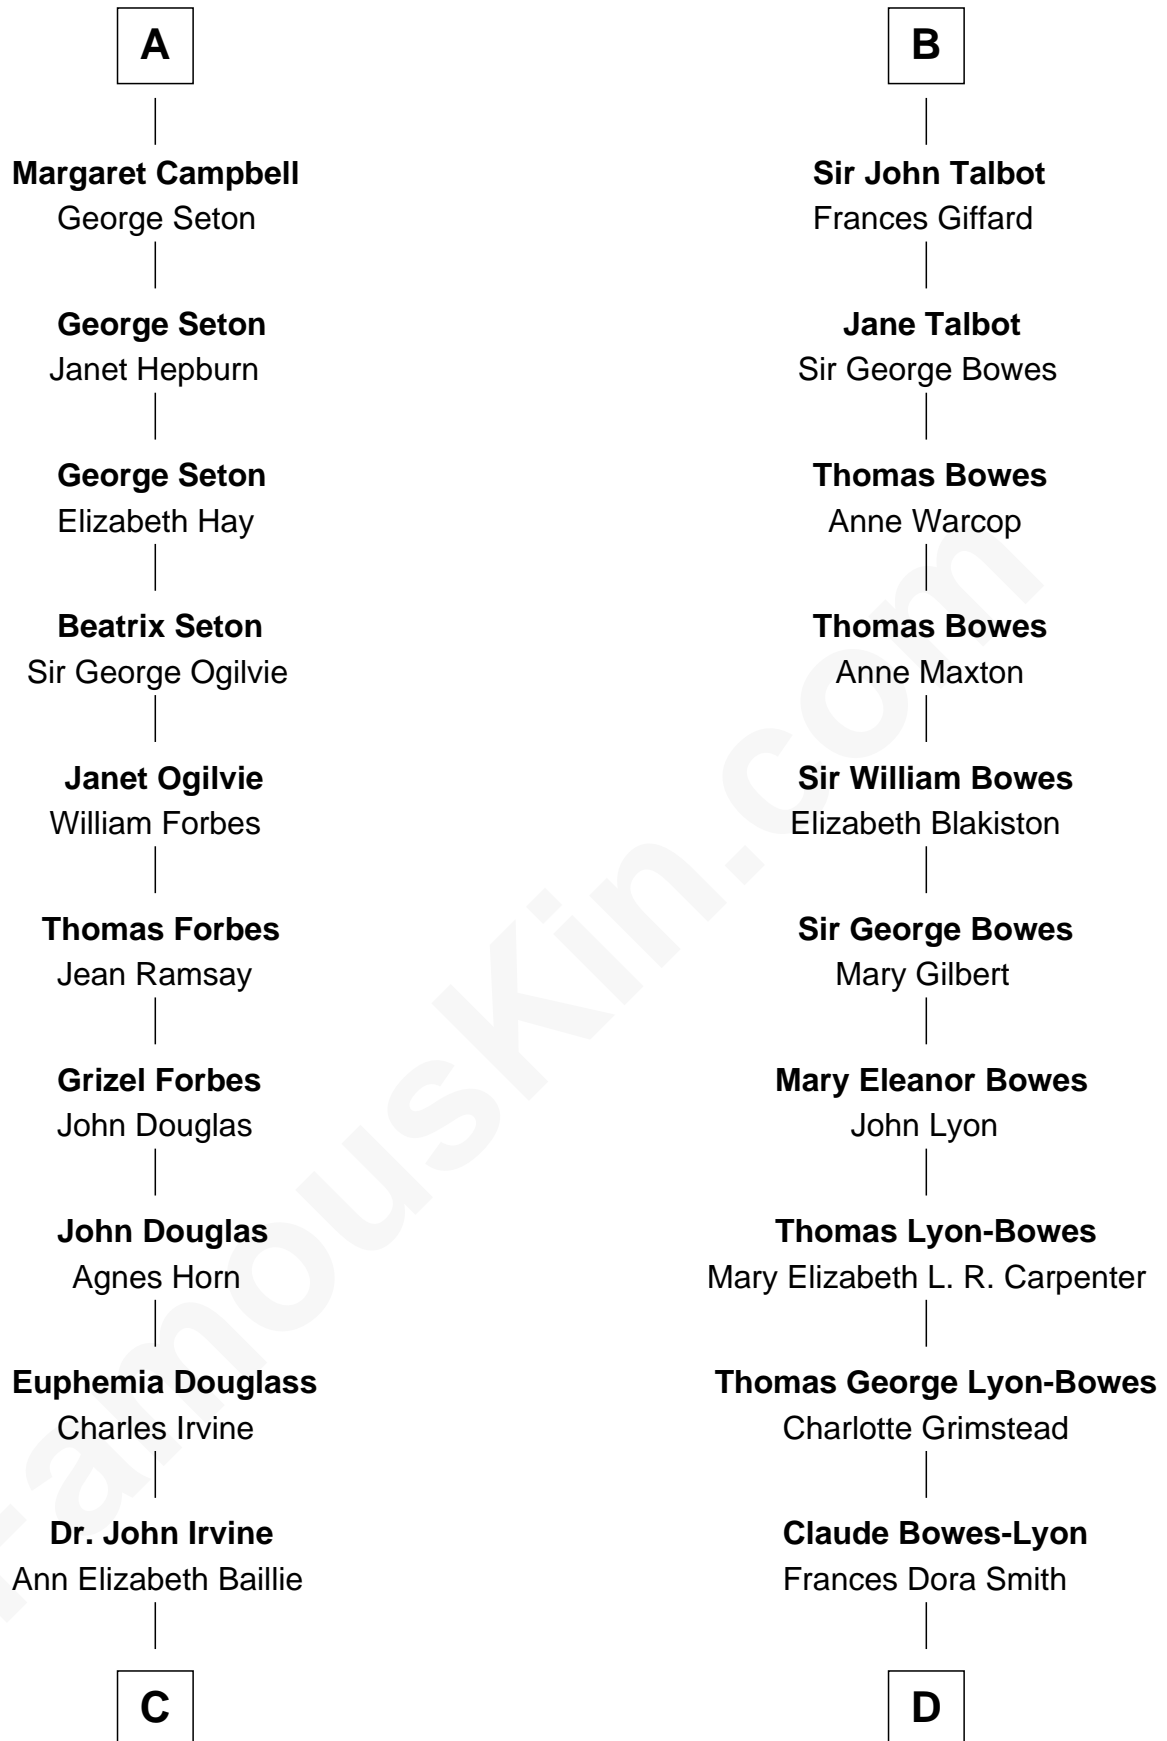 A
Margaret Campbell
George Seton
George Seton
Janet Hepburn
George Seton
Elizabeth Hay
Beatrix Seton
Sir George Ogilvie
Janet Ogilvie
William Forbes
Thomas Forbes
Jean Ramsay
Grizel Forbes
John Douglas
John Douglas
Agnes Horn
Euphemia Douglass
Charles Irvine
Dr. John Irvine
Ann Elizabeth Baillie
C
B
Sir John Talbot
Frances Giffard
Jane Talbot
Sir George Bowes
Thomas Bowes
Anne Warcop
Thomas Bowes
Anne Maxton
Sir William Bowes
Elizabeth Blakiston
Sir George Bowes
Mary Gilbert
Mary Eleanor Bowes
John Lyon
Thomas Lyon-Bowes
Mary Elizabeth L. R. Carpenter
Thomas George Lyon-Bowes
Charlotte Grimstead
Claude Bowes-Lyon
Frances Dora Smith
D
FamousKin.com